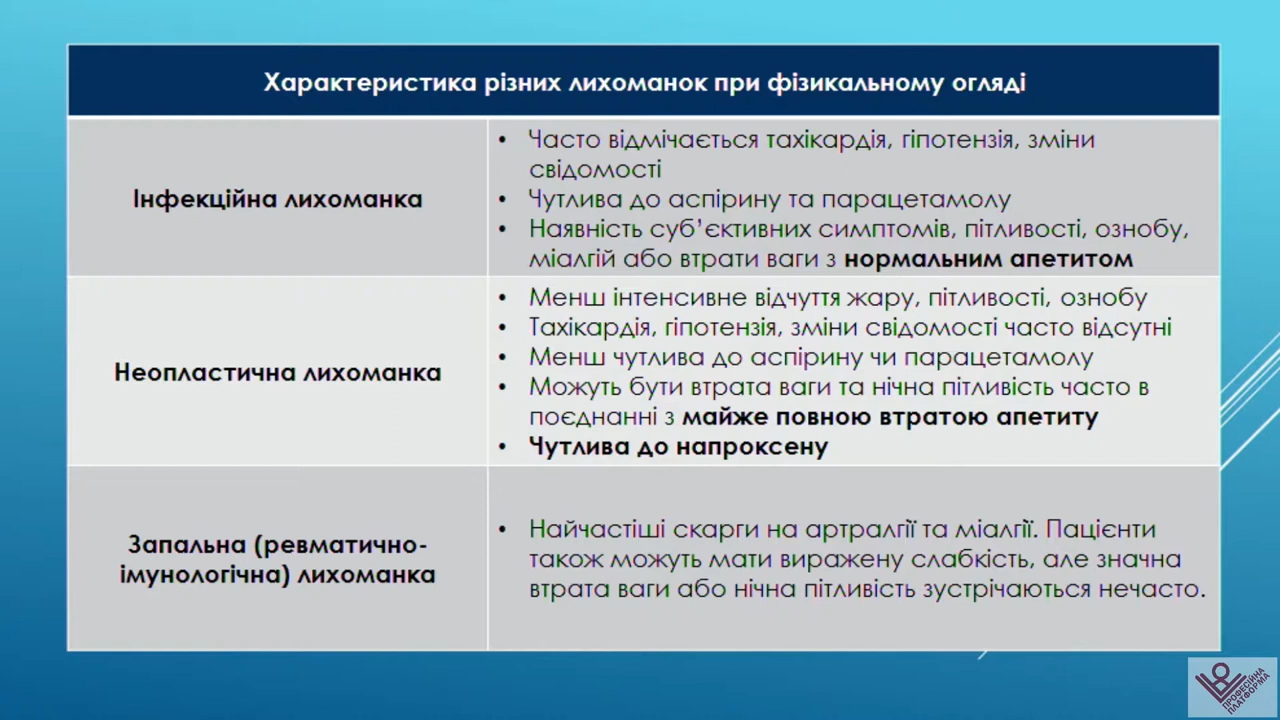 Характеристика різних лихоманок при фізикальному огляді
Інфекційна лихоманка
• Часто відмічається тахікардія, гіпотензія, зміни
свідомості
• Чутлива до аспірину та парацетамолу
• Наявність суб’єктивних симптомів, пітливості, ознобу,
міалгій або втрати ваги з нормальним апетитом
Неопластична лихоманка
• Менш інтенсивне відчуття жару, пітливості, ознобу
• Тахікардія, гіпотензія, зміни свідомості часто відсутні
• Менш чутлива до аспірину чи парацетамолу
• Можуть бути втрата ваги та нічна пітливість часто в
поєднанні з майже повною втратою апетиту
• Чутлива до напроксену
Запальна (ревматично-
імунологічна) лихоманка
• Найчастіші скарги на артралгії та міалгії. Пацієнти
також можуть мати виражену слабкість, але значна
втрата ваги або нічна пітливість зустрічаються нечасто.
ПРОФЕСІЙНА
ПЛАТФОРМА